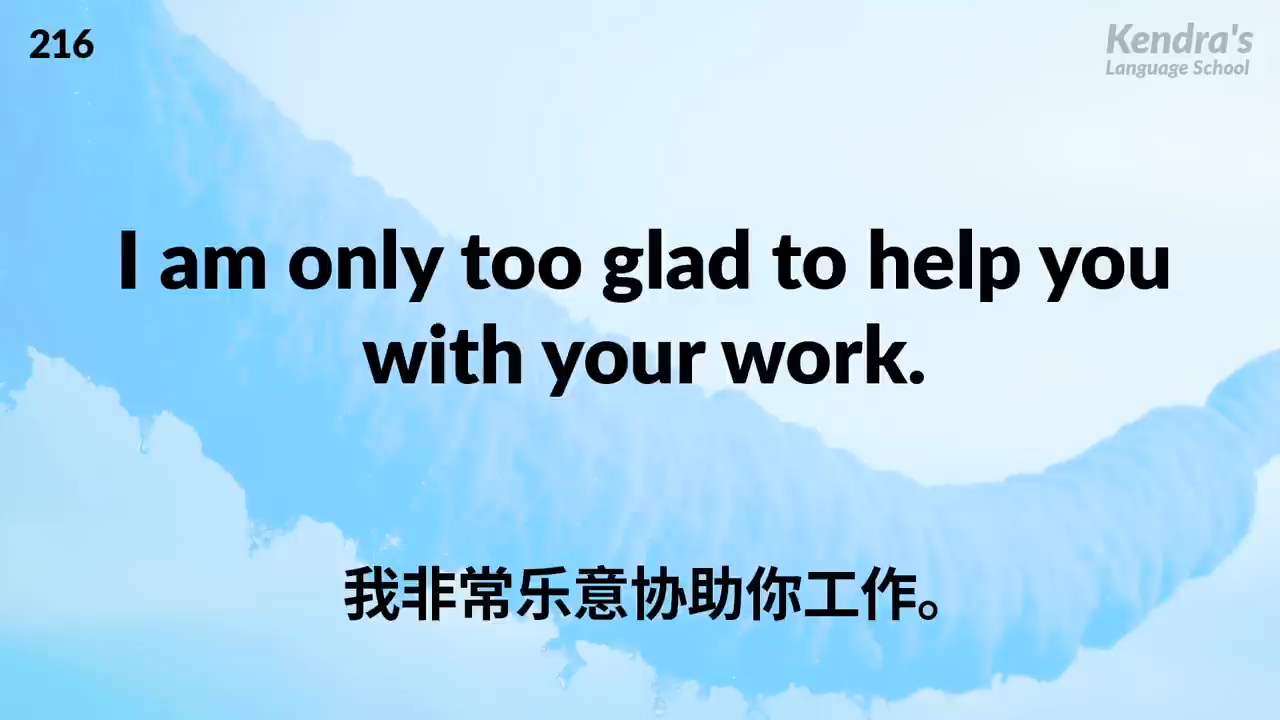 216
Kendra's
Language School
I am only too glad to help you
with your work.
我非常乐意协助你工作。